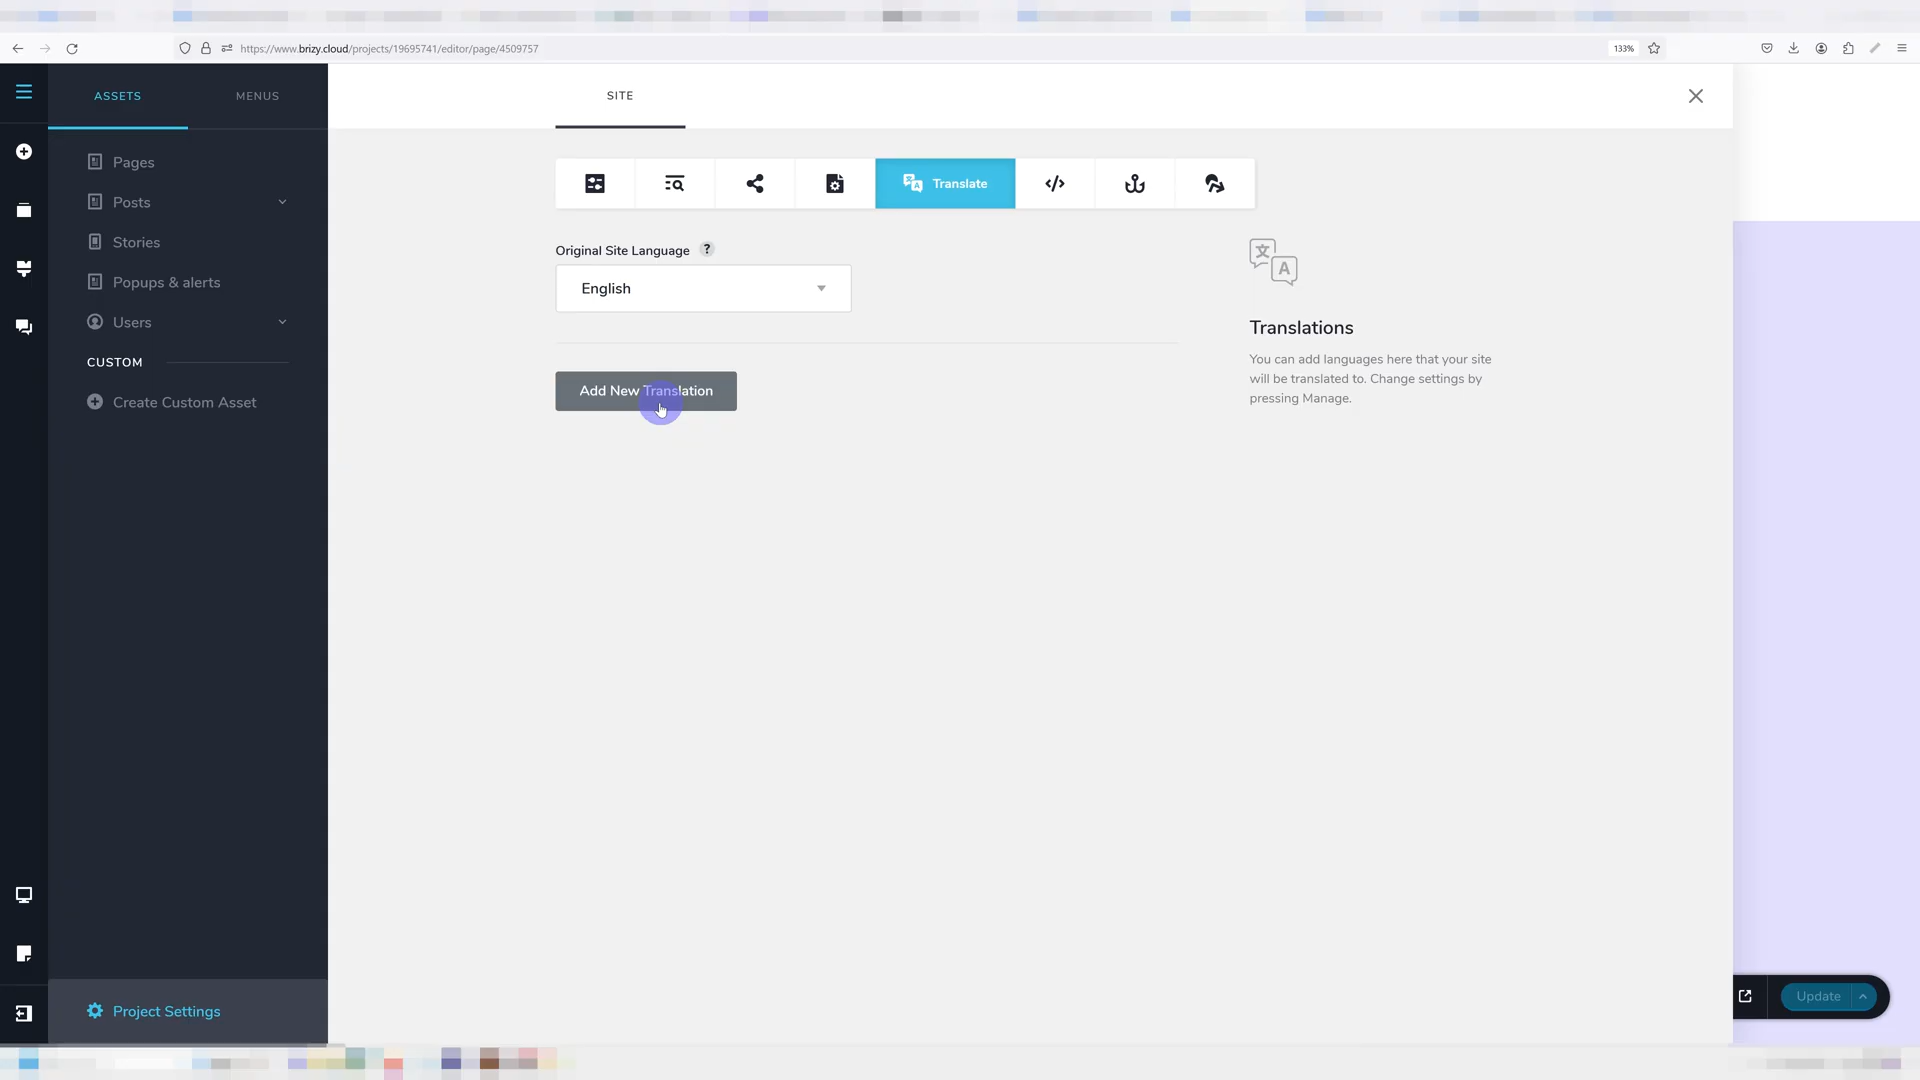 https://www.brizy.cloud/projects/19695741/editor/page/4509757
133%
ASSETS
MENUS
SITE
Pages
Posts
Stories
Popups & alerts
Users
CUSTOM
Create Custom Asset
Project Settings
Translate
Original Site Language ?
English
Add New Translation
文
A
Translations
You can add languages here that your site
will be translated to. Change settings by
pressing Manage.
Update